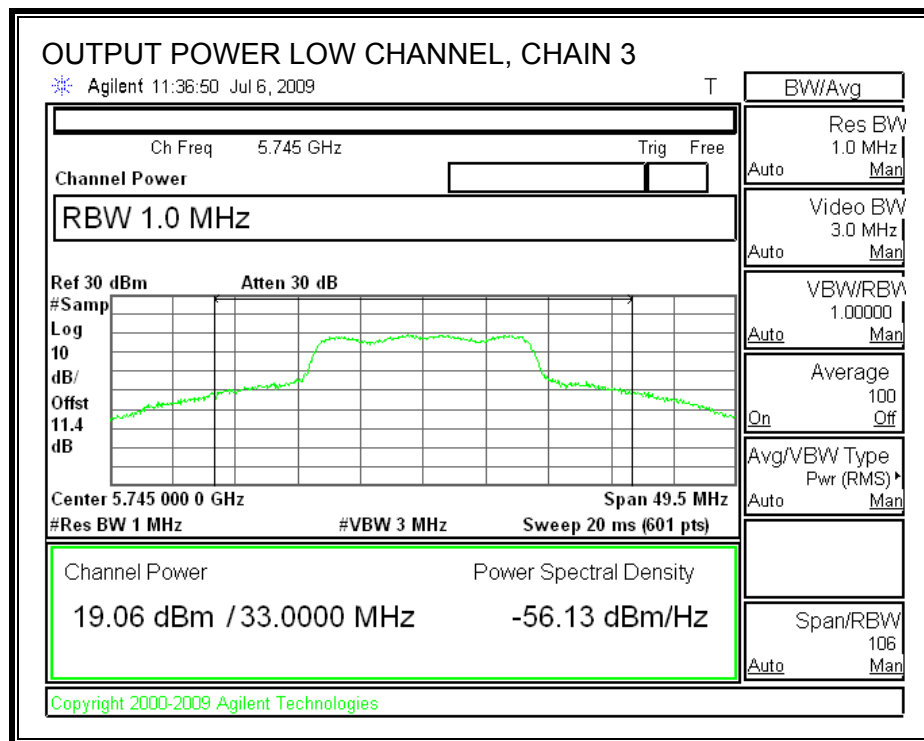 OUTPUT POWER LOW CHANNEL, CHAIN 3
Agilent 11:36:50 Jul 6, 2009 T
BW/Avg
Ch Freq 5.745 GHz Trig Free
Channel Power
RBW 1.0 MHz
Ref 30 dBm Atten 30 dB
#Samp
Log
10
dB/
Offst
11.4
dB
Center 5.745 000 0 GHz Span 49.5 MHz
#Res BW 1 MHz #VBW 3 MHz Sweep 20 ms (601 pts)
Channel Power Power Spectral Density
19.06 dBm / 33.0000 MHz -56.13 dBm/Hz
Copyright 2000-2009 Agilent Technologies
Res BW
1.0 MHz
Auto Man
Video BW
3.0 MHz
Auto Man
VBW/RBW
1.00000
Auto Man
Average
100
On Off
Avg/VBW Type
Pwr (RMS)
Auto Man
Span/RBW
106
Auto Man